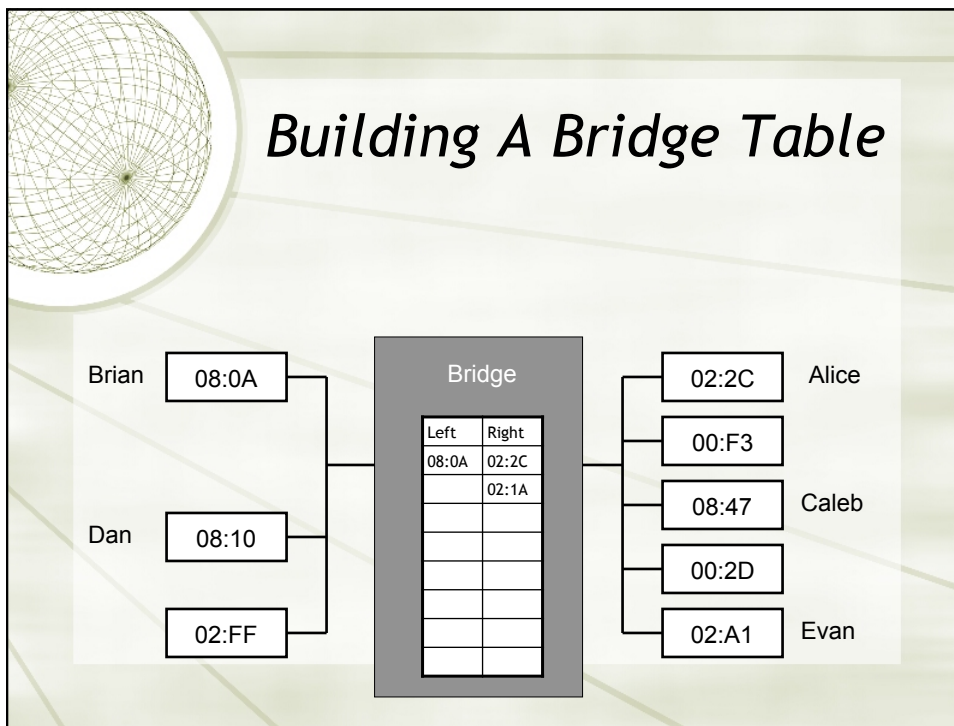 Building A Bridge Table
Brian 08:0A
Dan 08:10
02:FF
Bridge
Left Right
08:0A 02:2C
02:1A
02:2C Alice
00:F3
08:47 Caleb
00:2D
02:A1 Evan